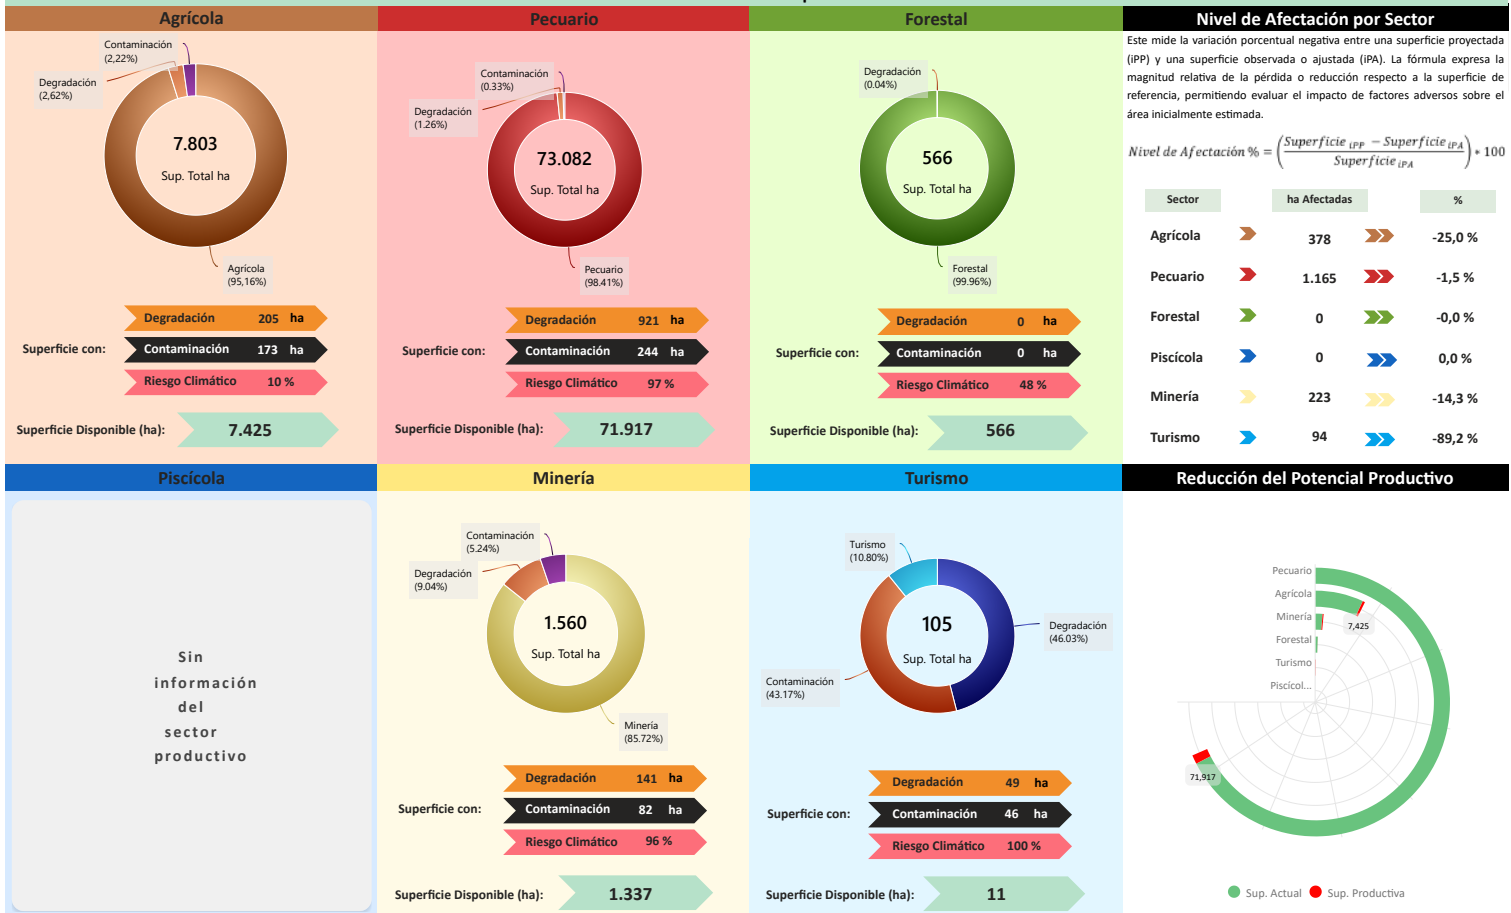 Agrícola
Contaminación
(2,22%)
Degradación
(2,62%)
7.803
Sup. Total ha
Agrícola
(95,16%)
Superficie con:
Degradación 205 ha
Contaminación 173 ha
Riesgo Climático 10 %
Superficie Disponible (ha): 7.425
Pecuario
Contaminación
(0.33%)
Degradación
(1.26%)
73.082
Sup. Total ha
Pecuario
(98.41%)
Superficie con:
Degradación 921 ha
Contaminación 244 ha
Riesgo Climático 97 %
Superficie Disponible (ha): 71.917
Forestal
Degradación
(0.04%)
566
Sup. Total ha
Forestal
(99.96%)
Superficie con:
Degradación 0 ha
Contaminación 0 ha
Riesgo Climático 48 %
Superficie Disponible (ha): 566
Nivel de Afectación por Sector
Este mide la variación porcentual negativa entre una superficie proyectada
(iPP) y una superficie observada o ajustada (iPA). La fórmula expresa la
magnitud relativa de la pérdida o reducción respecto a la superficie de
referencia, permitiendo evaluar el impacto de factores adversos sobre el
área inicialmente estimada.
Nivel de Afectación % = (Superficie iPP − Superficie iPA / Superficie iPA) * 100
Sector ha Afectadas %
Agrícola 378 -25,0 %
Pecuario 1.165 -1,5 %
Forestal 0 -0,0 %
Piscícola 0 0,0 %
Minería 223 -14,3 %
Turismo 94 -89,2 %
Piscícola
Sin
información
del
sector
productivo
Minería
Contaminación
(5.24%)
Degradación
(9.04%)
1.560
Sup. Total ha
Minería
(85.72%)
Superficie con:
Degradación 141 ha
Contaminación 82 ha
Riesgo Climático 96 %
Superficie Disponible (ha): 1.337
Turismo
Turismo
(10.80%)
Degradación
(46.03%)
105
Sup. Total ha
Contaminación
(43.17%)
Superficie con:
Degradación 49 ha
Contaminación 46 ha
Riesgo Climático 100 %
Superficie Disponible (ha): 11
Reducción del Potencial Productivo
Pecuario
Agrícola
Minería
Forestal
Turismo
Piscícol...
7,425
71,917
Sup. Actual Sup. Productiva